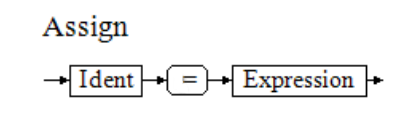 Assign
Ident = Expression